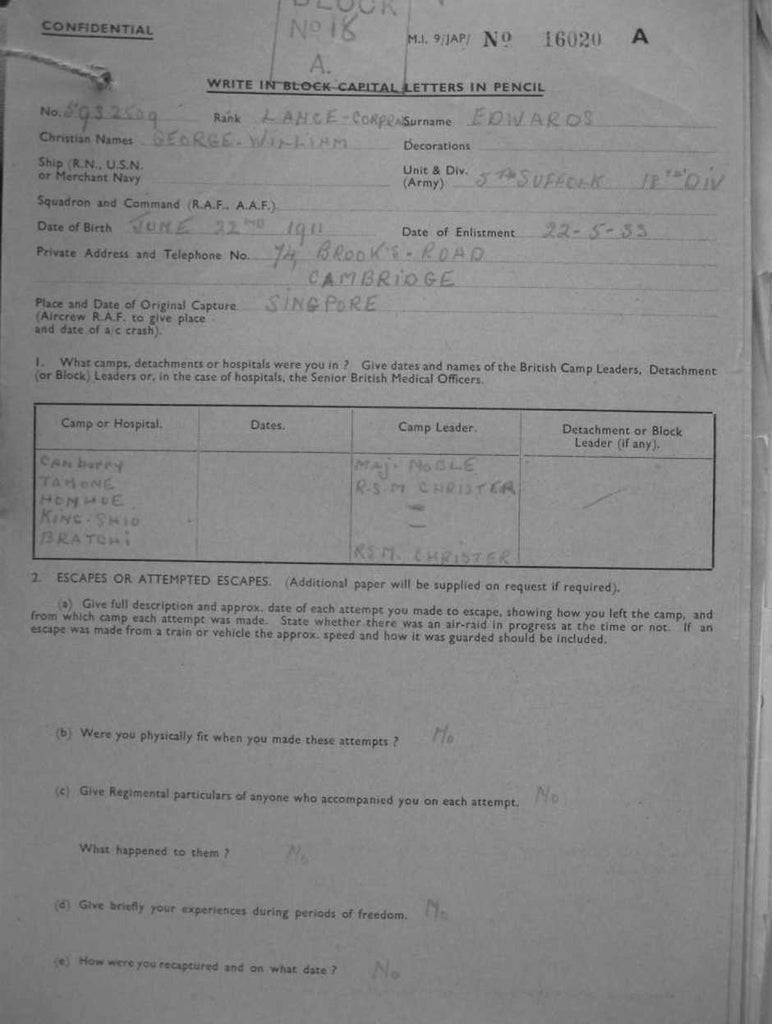 BLOCK
CONFIDENTIAL
No 18
M.I. 9/JAP/ No 16020 A
A.
WRITE IN BLOCK CAPITAL LETTERS IN PENCIL
No. Rank LANCE-CORPRAL Surname EDWARDS
Christian Names GEORGE. WILLIAM Decorations
Ship (R.N., U.S.N. or Merchant Navy
Unit & Div. (Army) 5TH SUFFOLK 18TH DIV
Squadron and Command (R.A.F., A.A.F.)
Date of Birth JUNE 22ND 1911 Date of Enlistment 22-5-33
Private Address and Telephone No. 74, BROOK'S-ROAD
CAMBRIDGE
Place and Date of Original Capture SINGPORE
(Aircrew R.A.F. to give place
and date of a/c crash).
1. What camps, detachments or hospitals were you in ? Give dates and names of the British Camp Leaders, Detachment
(or Block) Leaders or, in the case of hospitals, the Senior British Medical Officers.
Camp or Hospital. Dates. Camp Leader. Detachment or Block Leader (if any).
CANburry MAJ. NOBLE
TAMONE R.S.M CHRISTER
KING-SHIO
BRATCHI RSM. CHRISTER
2. ESCAPES OR ATTEMPTED ESCAPES. (Additional paper will be supplied on request if required).
(a) Give full description and approx. date of each attempt you made to escape, showing how you left the camp, and
from which camp each attempt was made. State whether there was an air-raid in progress at the time or not. If an
escape was made from a train or vehicle the approx. speed and how it was guarded should be included.
(b) Were you physically fit when you made these attempts ? No
(c) Give Regimental particulars of anyone who accompanied you on each attempt. No
What happened to them ? No
(d) Give briefly your experiences during periods of freedom. No
(e) How were you recaptured and on what date ? No